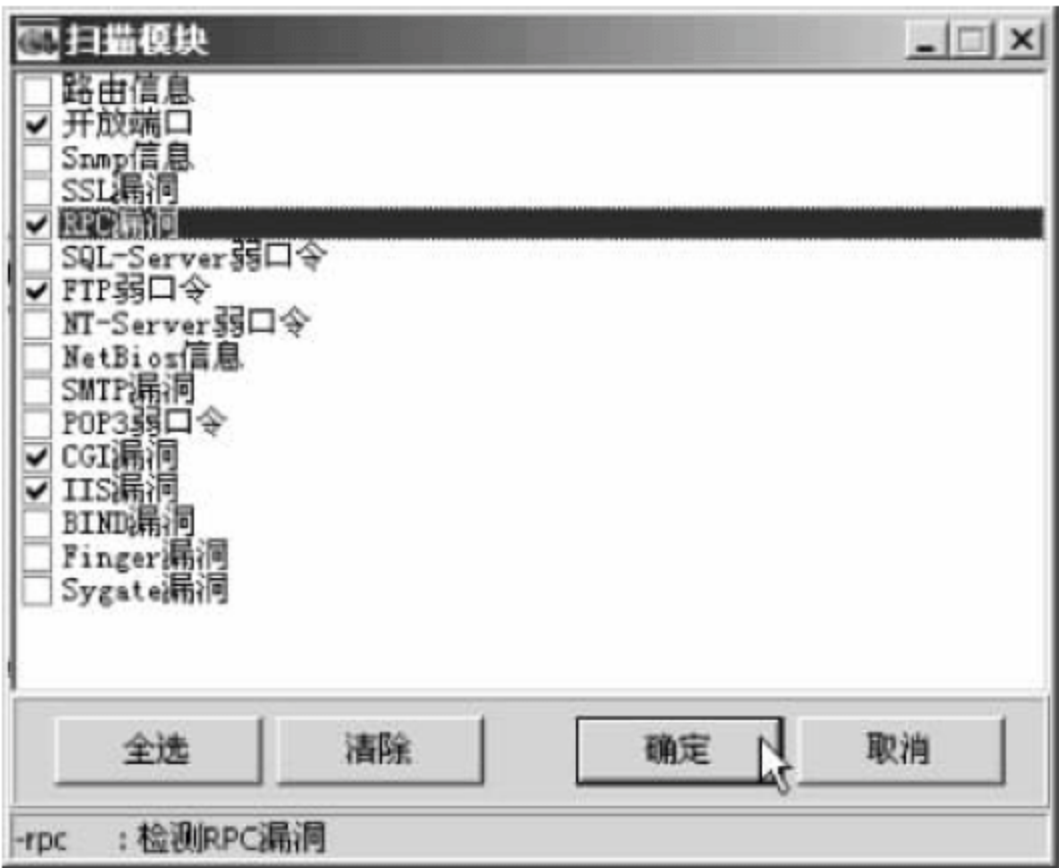 扫描模块
路由信息
开放端口
Snmp信息
SSL漏洞
RPC漏洞
SQL-Server弱口令
FTP弱口令
NT-Server弱口令
NetBios信息
SMTP漏洞
POP3弱口令
CGI漏洞
IIS漏洞
BIND漏洞
Finger漏洞
Sygate漏洞
全选 清除 确定 取消
-rpc : 检测RPC漏洞